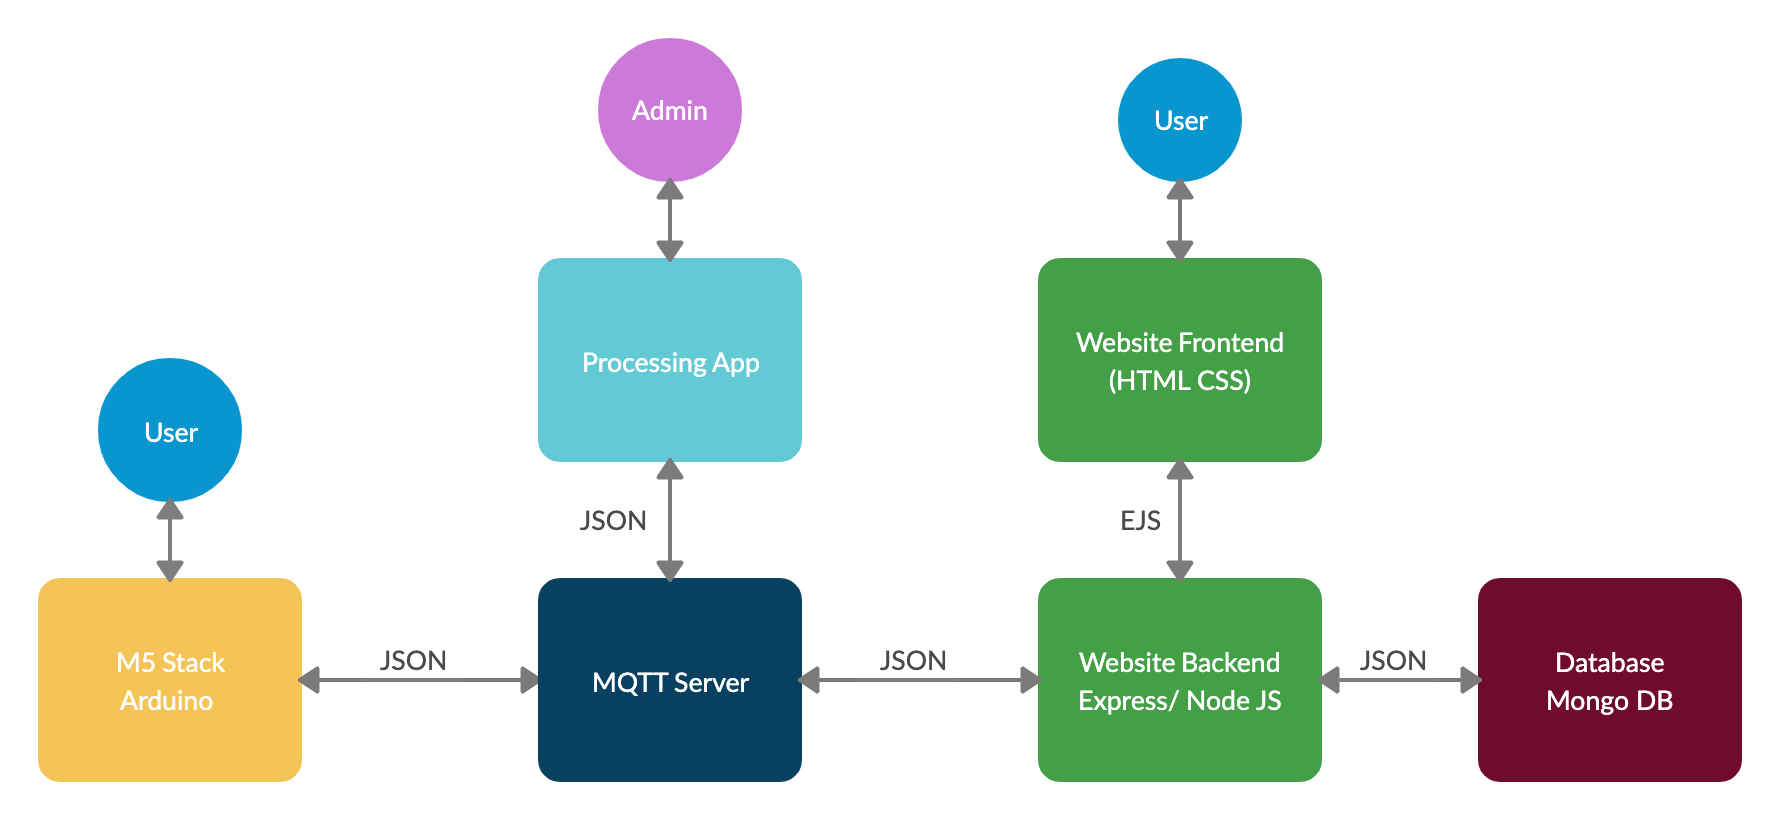 Admin
User
Processing App
Website Frontend
(HTML CSS)
User
JSON
EJS
M5 Stack
Arduino
JSON
MQTT Server
JSON
Website Backend
Express/ Node JS
JSON
Database
Mongo DB